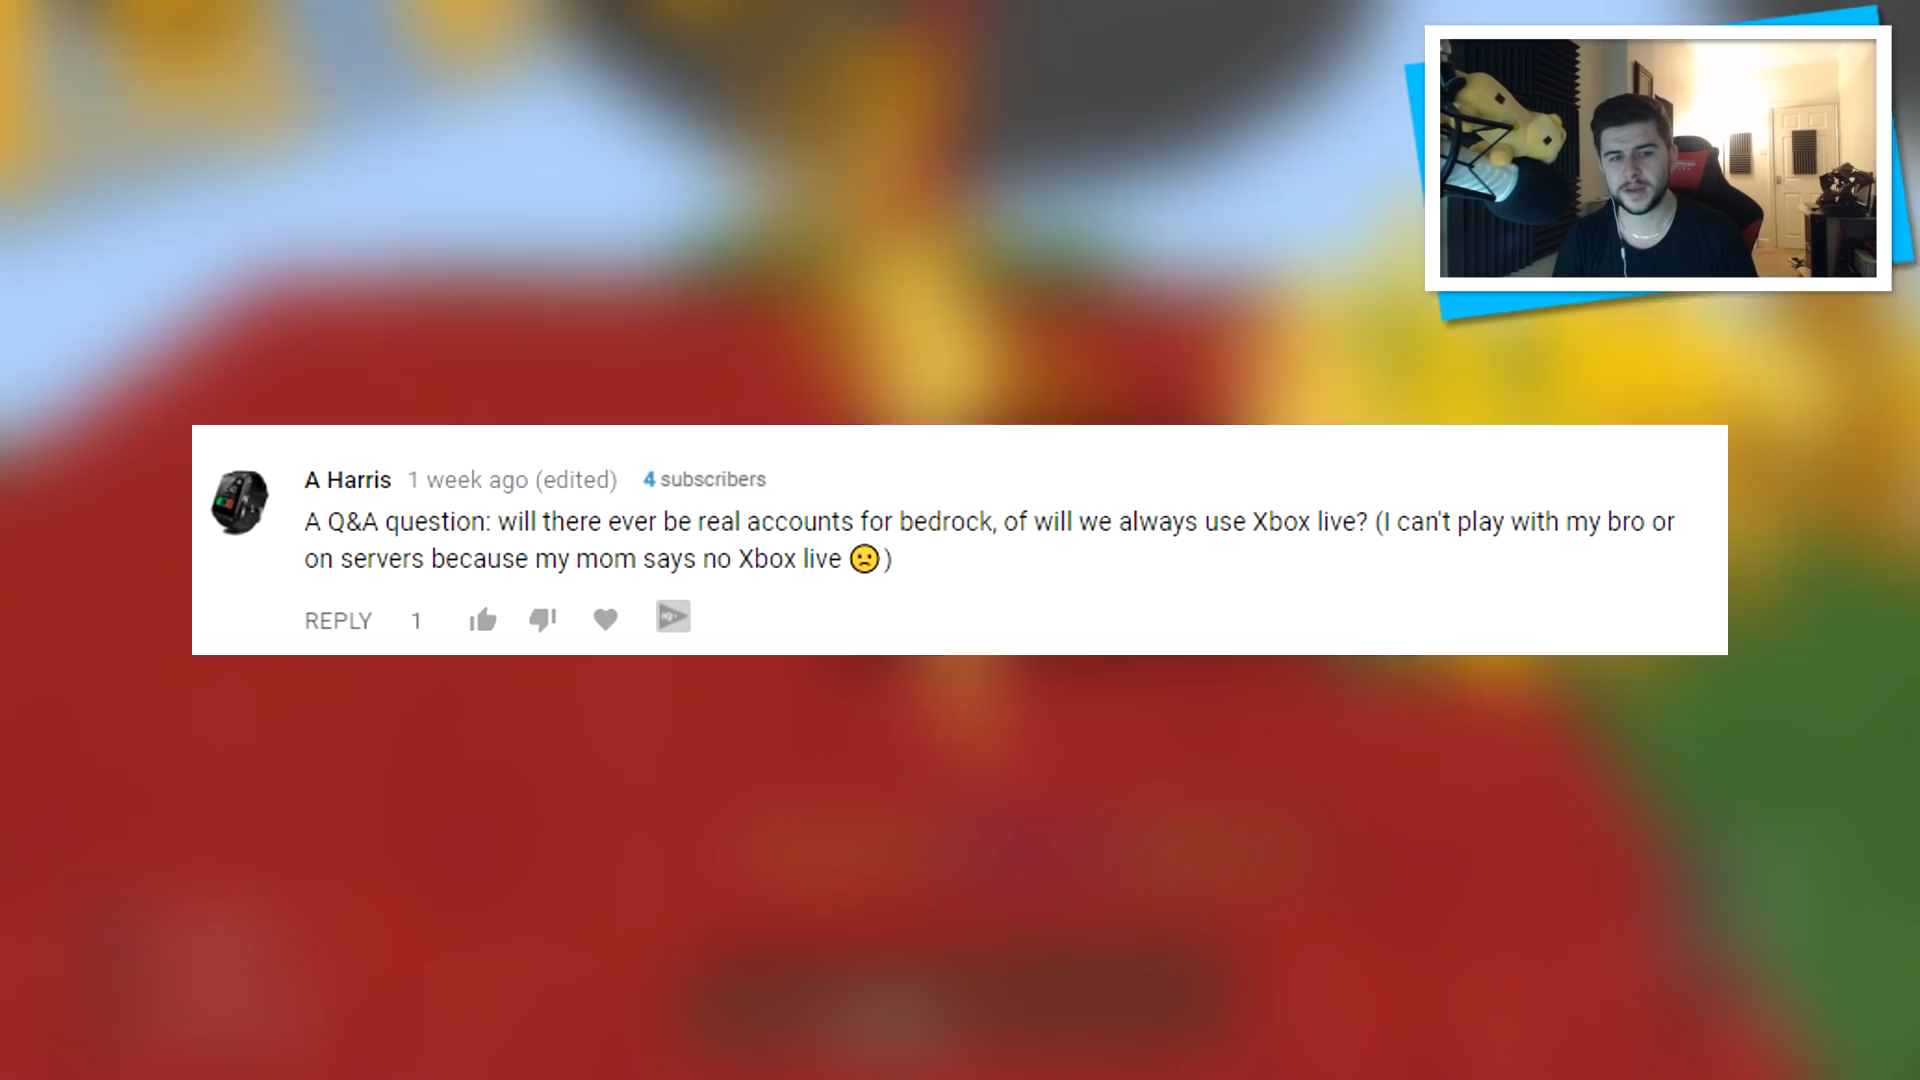 A Harris 1 week ago (edited) 4 subscribers
A Q&A question: will there ever be real accounts for bedrock, of will we always use Xbox live? (I can't play with my bro or
on servers because my mom says no Xbox live 🙁)
REPLY 1